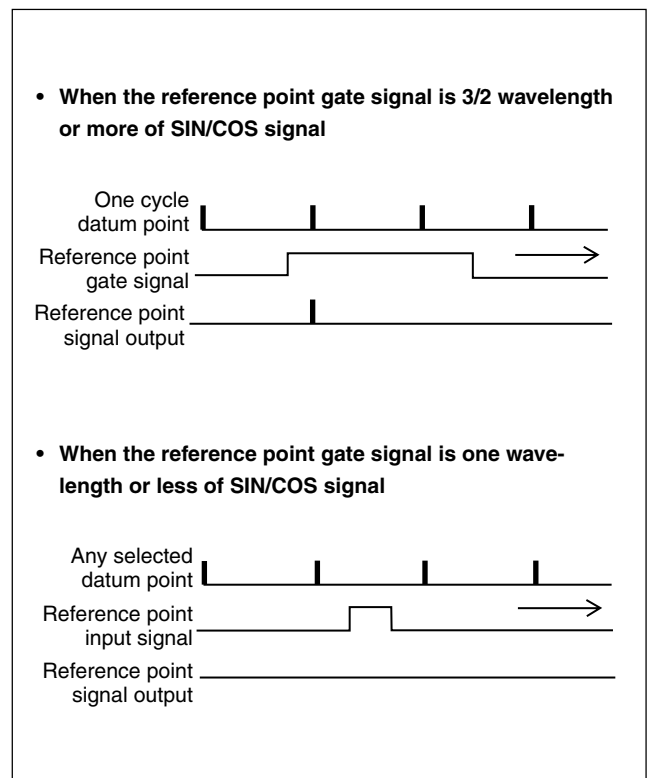 • When the reference point gate signal is 3/2 wavelength
or more of SIN/COS signal
One cycle
datum point
Reference point
gate signal
Reference point
signal output
• When the reference point gate signal is one wave-
length or less of SIN/COS signal
Any selected
datum point
Reference point
input signal
Reference point
signal output